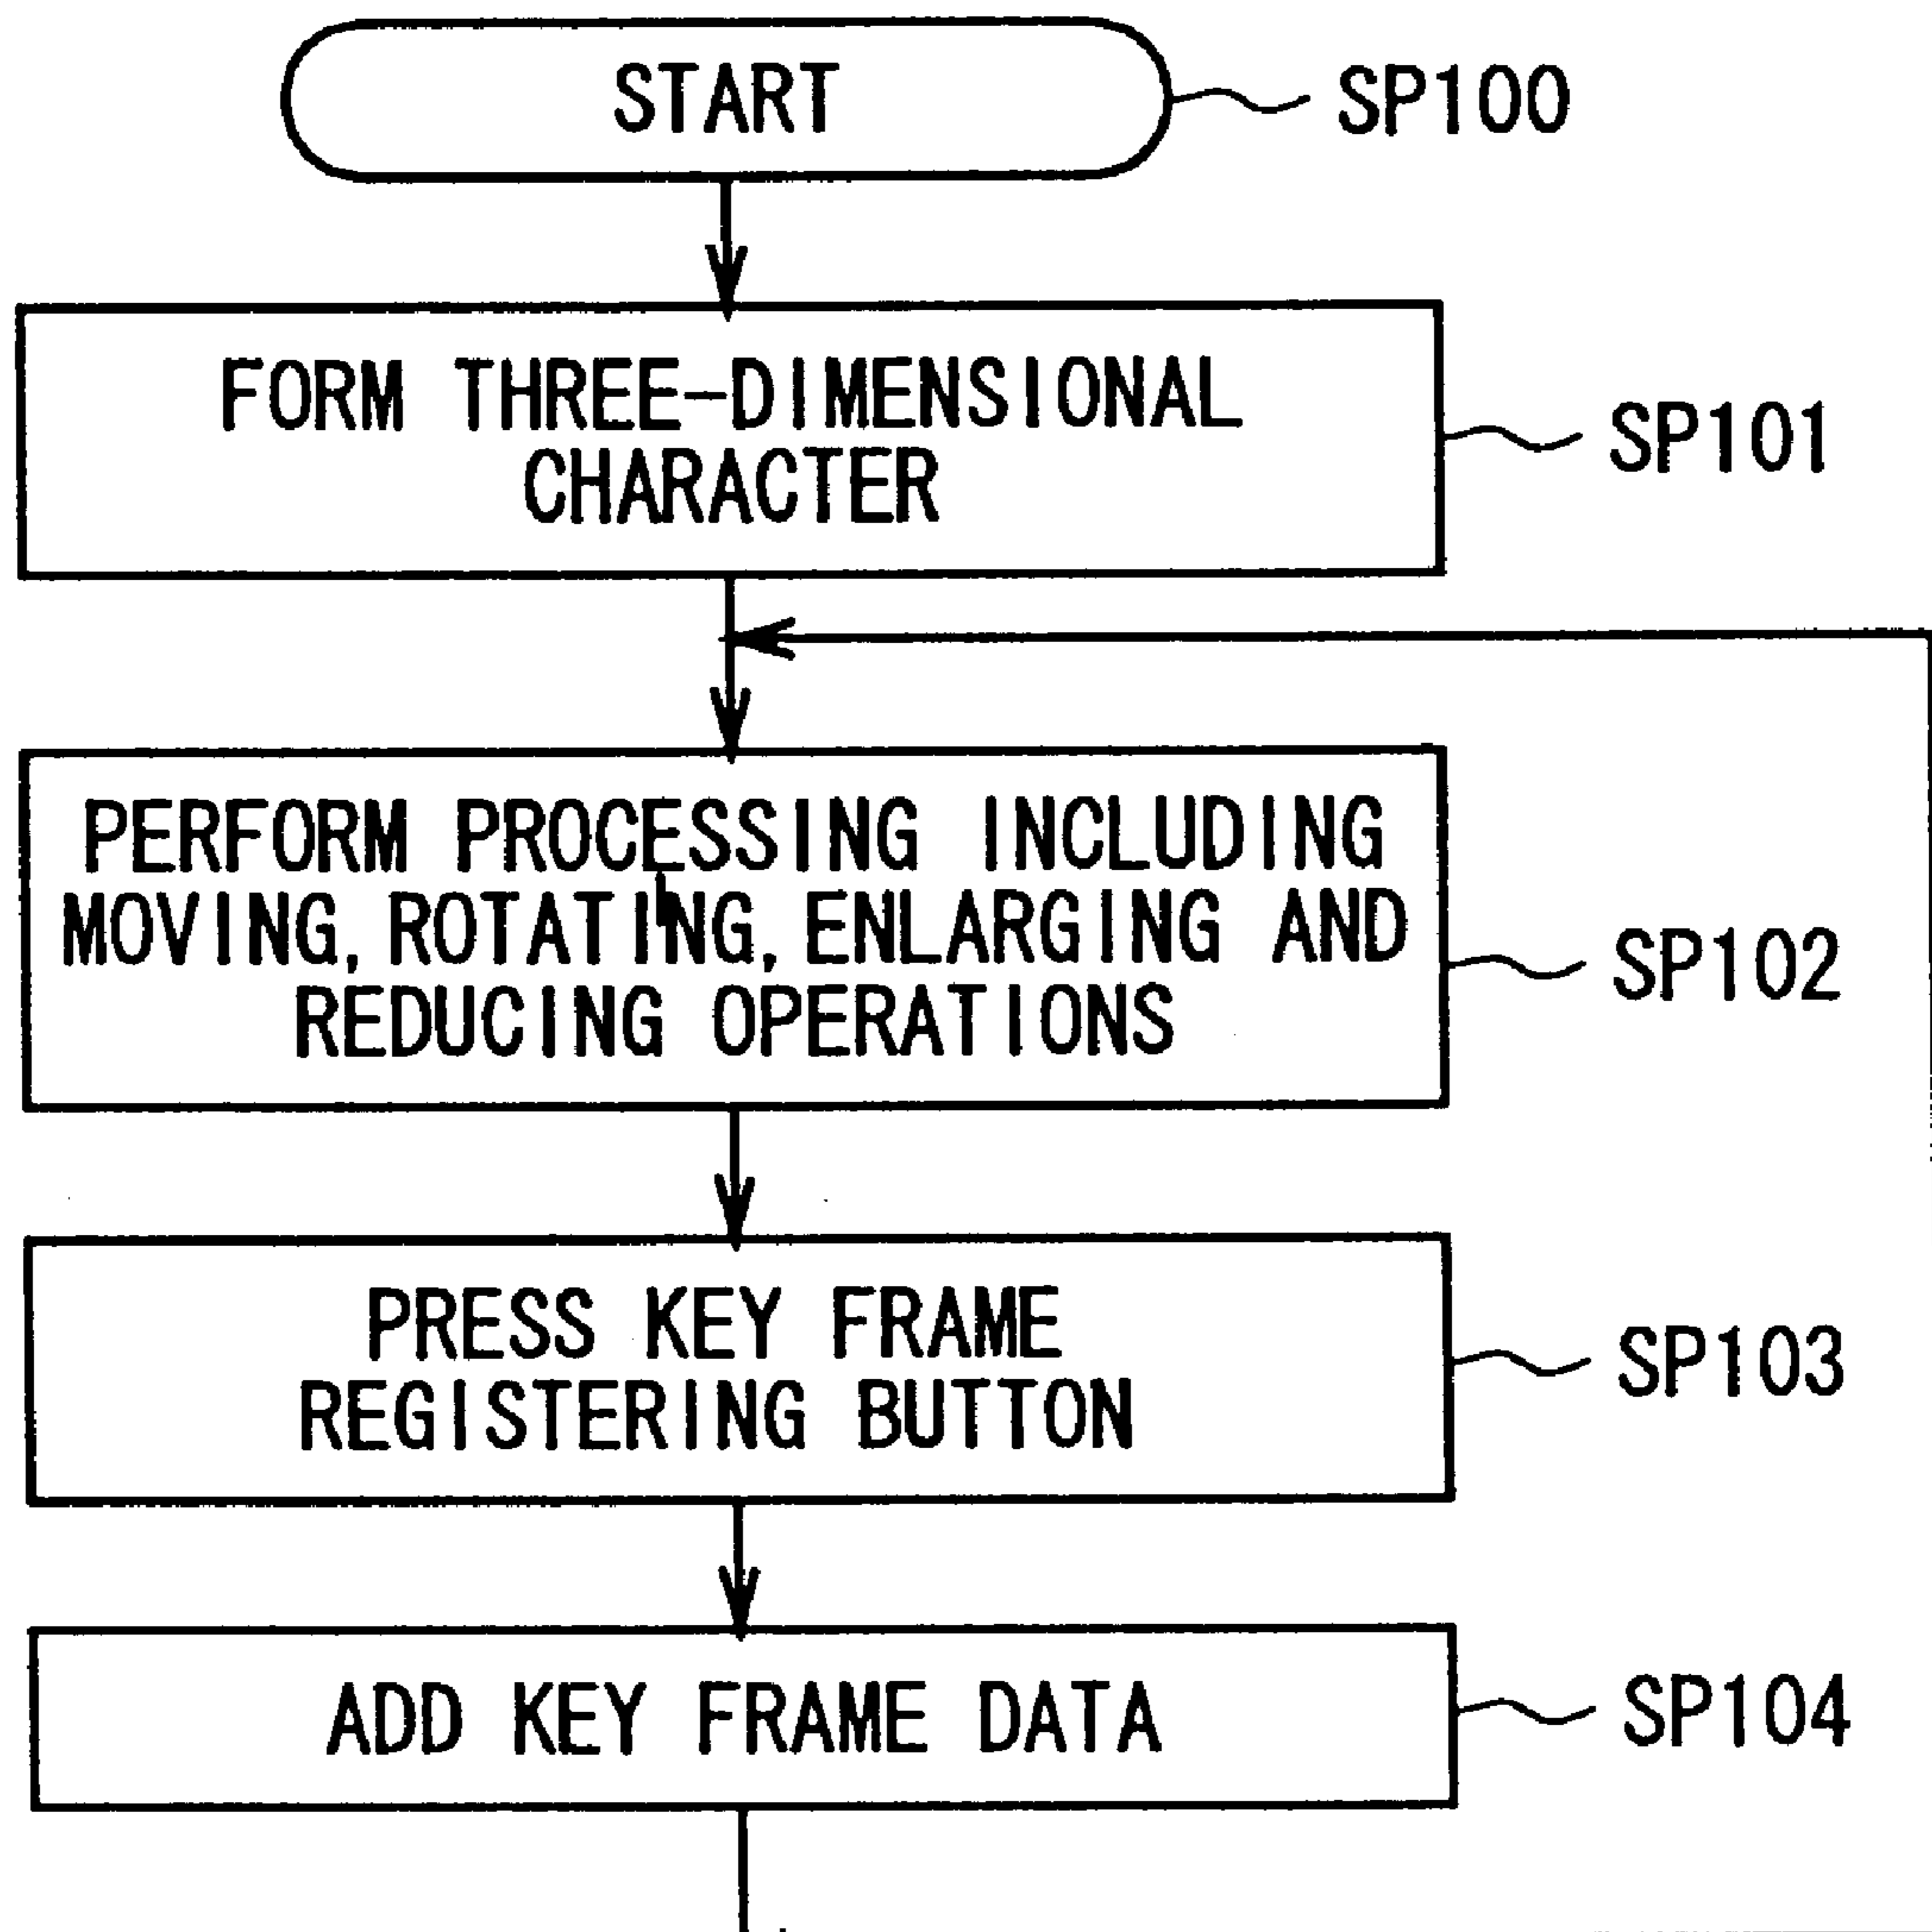 START
SP100
FORM THREE-DIMENSIONAL
CHARACTER
SP101
PERFORM PROCESSING INCLUDING
MOVING, ROTATING, ENLARGING AND
REDUCING OPERATIONS
SP102
PRESS KEY FRAME
REGISTERING BUTTON
SP103
ADD KEY FRAME DATA
SP104